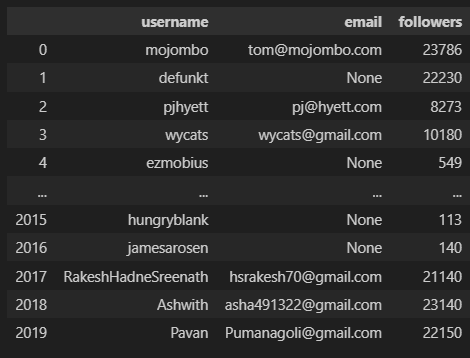 username email followers
0 mojombo tom@mojombo.com 23786
1 defunkt None 22230
2 pjhyett pj@hyett.com 8273
3 wycats wycats@gmail.com 10180
4 ezmobius None 549
... ... ... ...
2015 hungryblank None 113
2016 jamesarosen None 140
2017 RakeshHadneSreenath hsrakesh70@gmail.com 21140
2018 Ashwith asha491322@gmail.com 23140
2019 Pavan Pumanagoli@gmail.com 22150